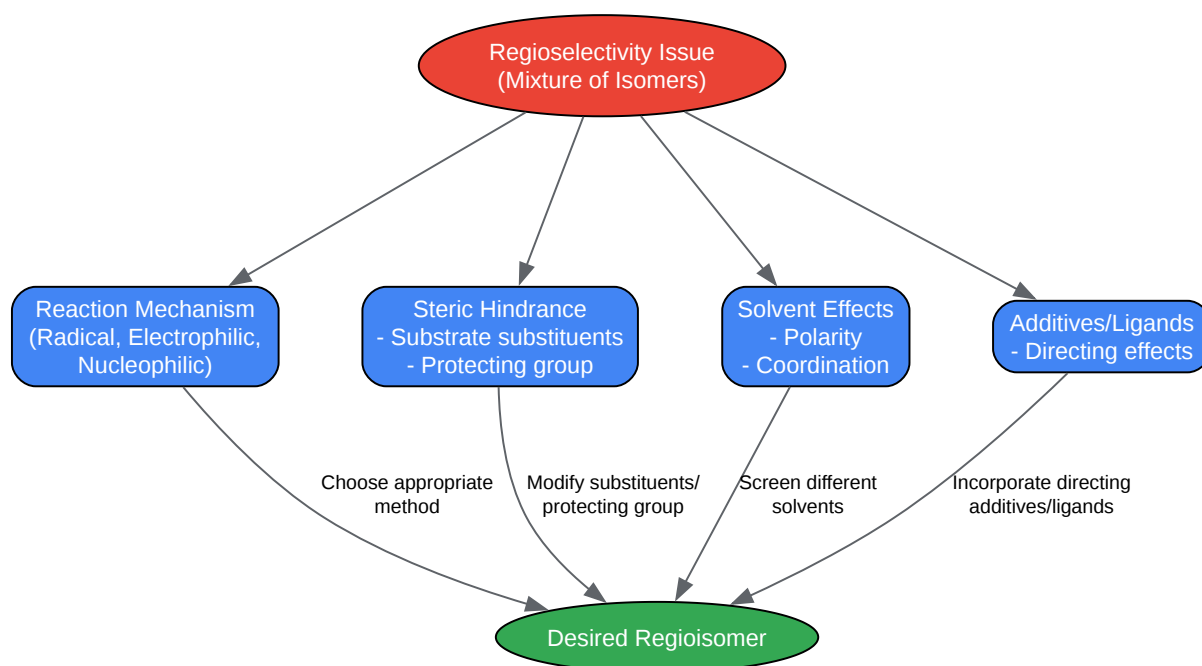 Regioselectivity Issue
(Mixture of Isomers)
Reaction Mechanism
(Radical, Electrophilic,
Nucleophilic)
Steric Hindrance
- Substrate substituents
- Protecting group
Solvent Effects
- Polarity
- Coordination
Additives/Ligands
- Directing effects
Choose appropriate
method
Modify substituents/
protecting group
Screen different
solvents
Incorporate directing
additives/ligands
Desired Regioisomer